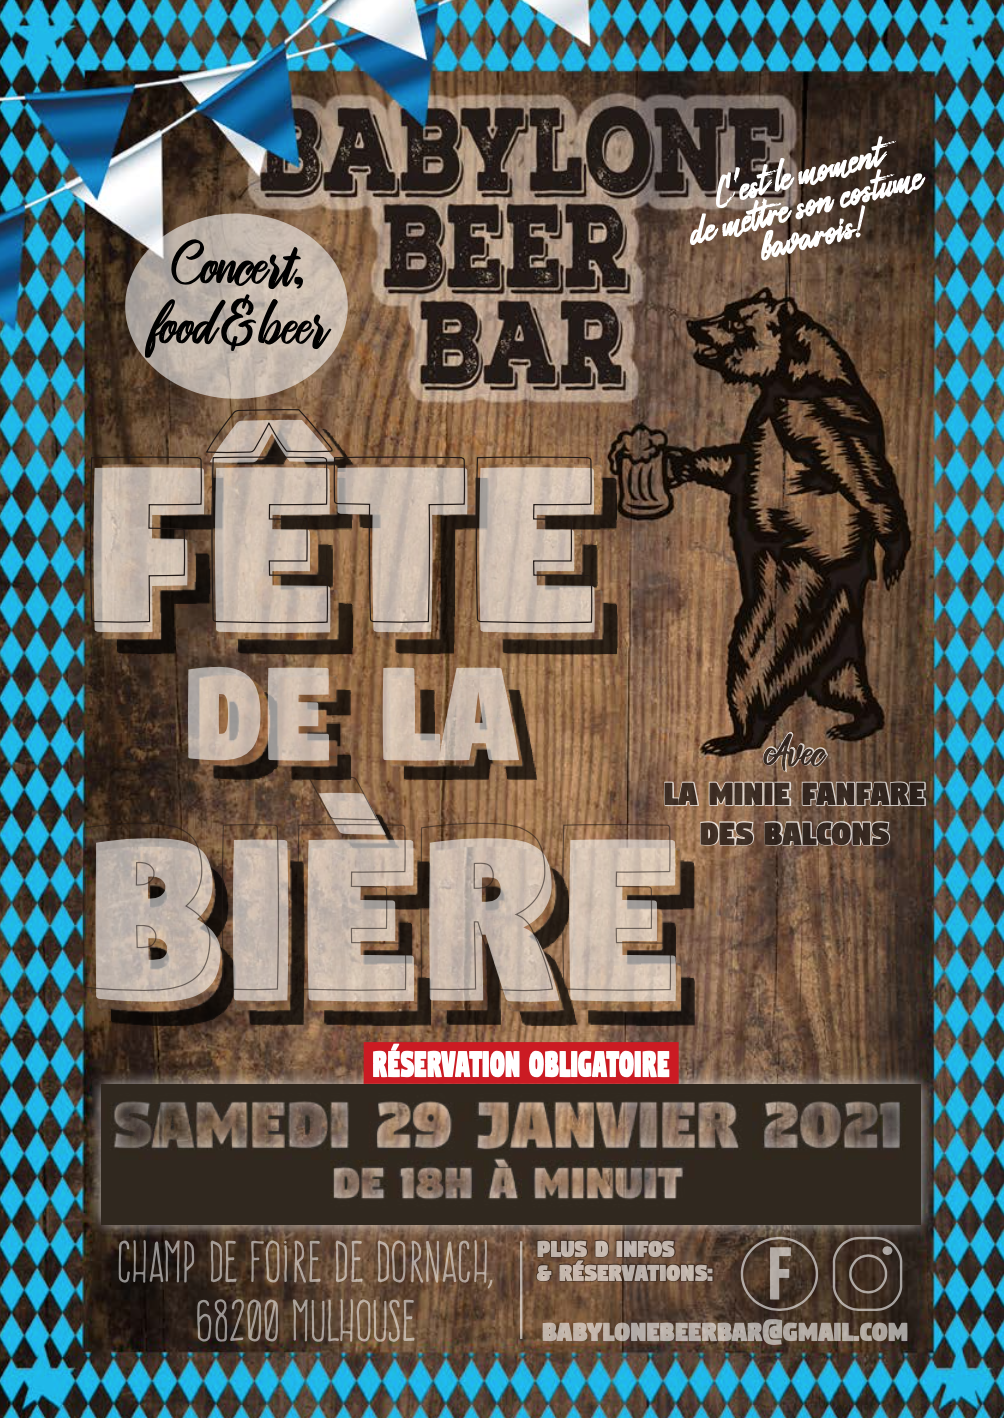 BABYLONE
BEER
BAR
C'est le moment
de mettre son costume
bavarois!
Concert,
food & beer
FÊTE
DE LA
BIÈRE
Avec
LA MINIE FANFARE
DES BALCONS
RÉSERVATION OBLIGATOIRE
SAMEDI 29 JANVIER 2021
DE 18H À MINUIT
CHAMP DE FOIRE DE DORNACH,
68200 MULHOUSE
PLUS D INFOS
& RÉSERVATIONS:
F
BABYLONEBEERBAR@GMAIL.COM